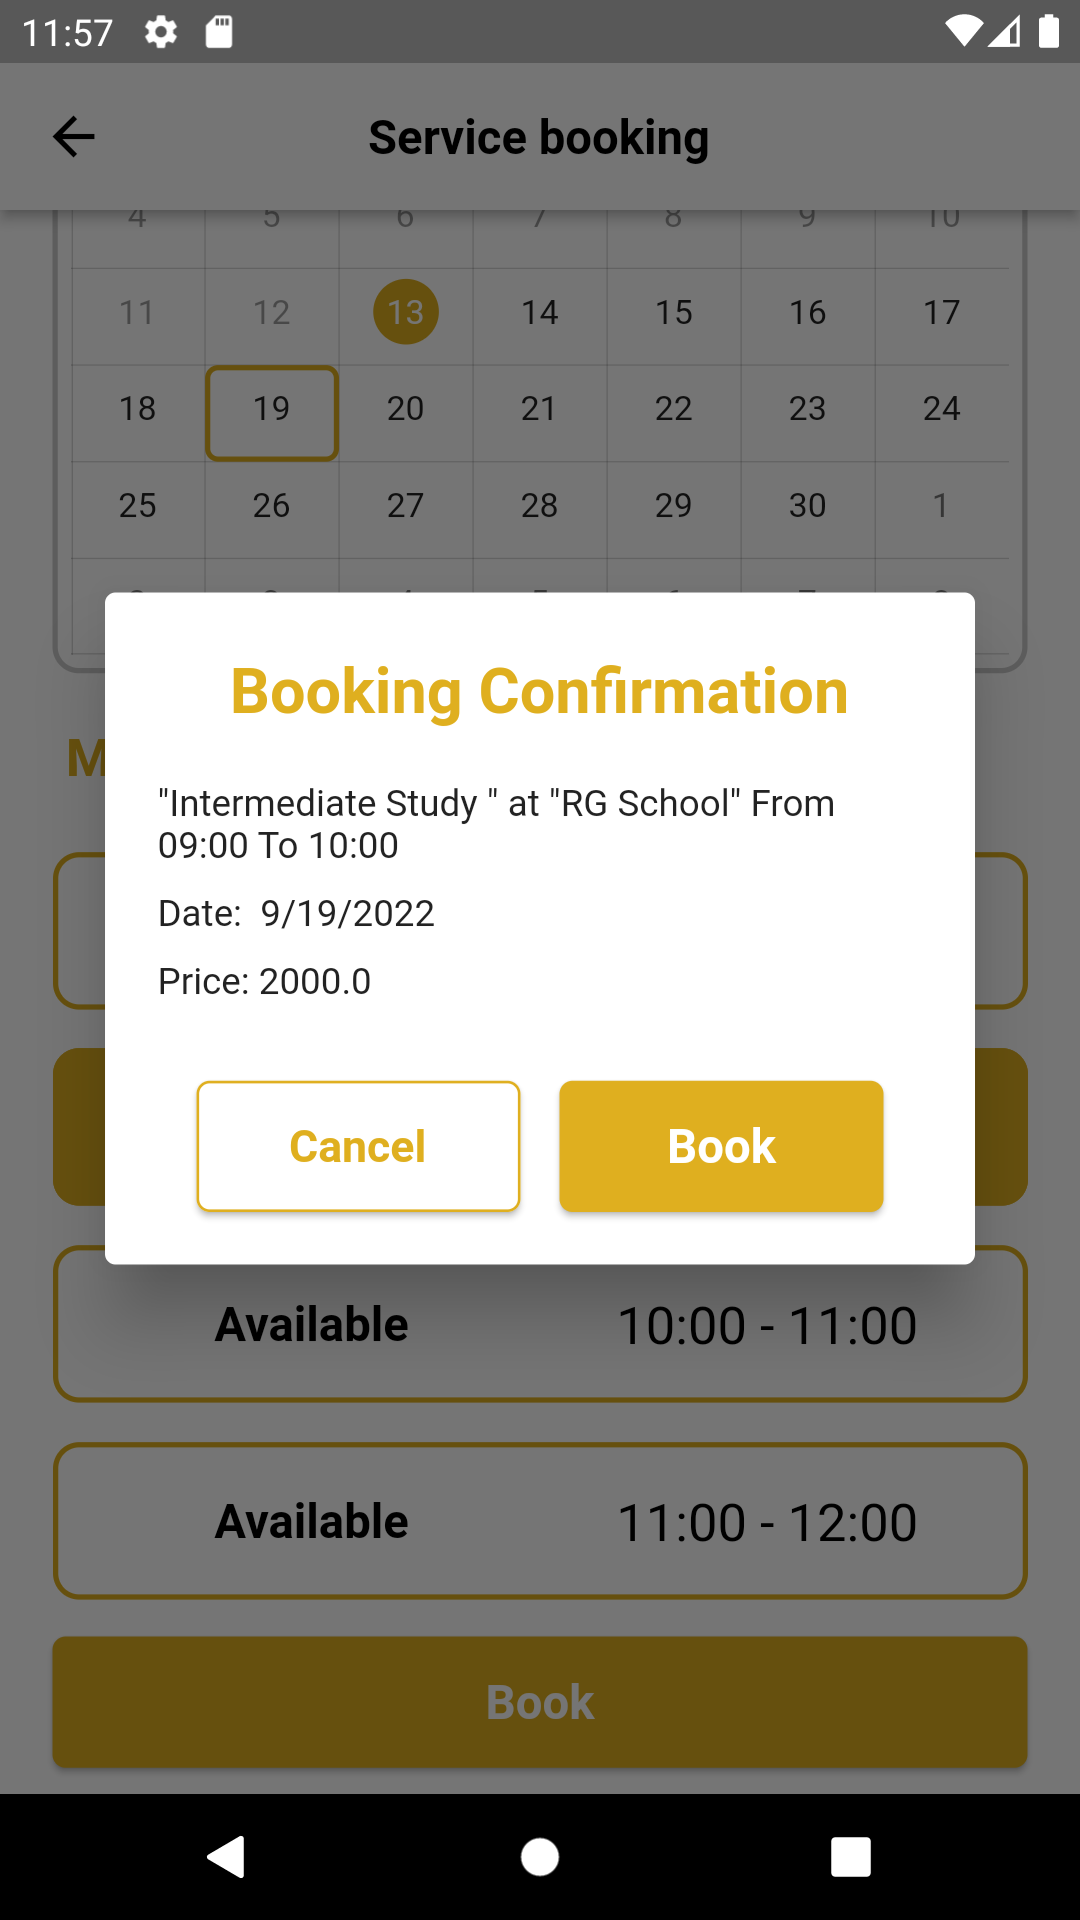 11:57
Service booking
4 5 6 7 8 9 10
11 12 13 14 15 16 17
18 19 20 21 22 23 24
25 26 27 28 29 30 1
Booking Confirmation
M
"Intermediate Study " at "RG School" From
09:00 To 10:00
Date: 9/19/2022
Price: 2000.0
Cancel Book
Available 10:00 - 11:00
Available 11:00 - 12:00
Book